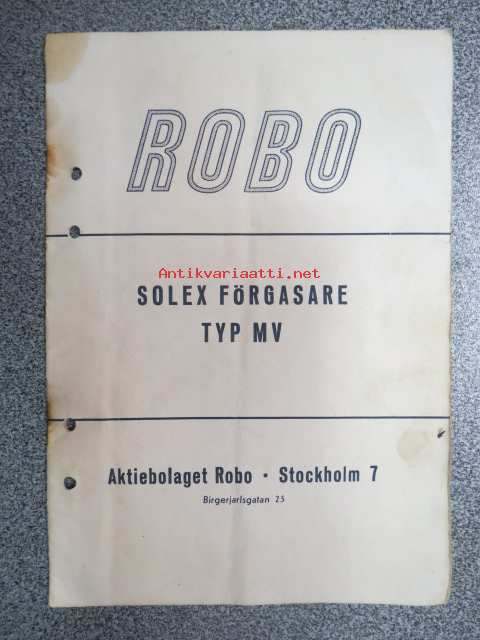 ROBO
Antikvariaatti.net
SOLEX FÖRGASARE
TYP MV
Aktiebolaget Robo • Stockholm 7
Birgerjarlsgatan 25